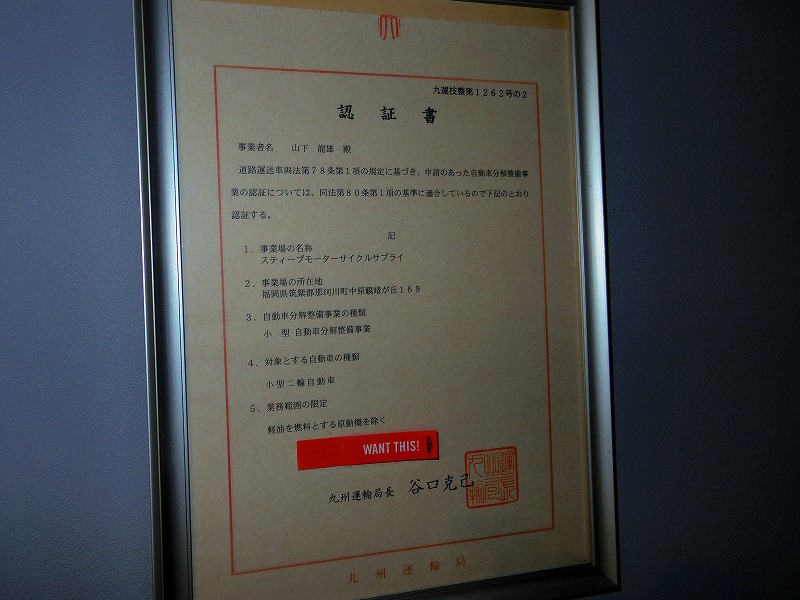 九運技整第1262号の2
認証書
事業者名 山下 龍雄 殿
道路運送車両法第78条第1項の規定に基づき、申請のあった自動車分解整備事
業の認証については、同法第80条第1項の基準に適合しているので下記のとおり
認証する。
記
1．事業場の名称
スティーブモーターサイクルサプライ
2．事業場の所在地
福岡県筑紫郡那珂川町中原観晴が丘169
3．自動車分解整備事業の種類
小 型 自動車分解整備事業
4．対象とする自動車の種類
小型二輪自動車
5．業務範囲の限定
軽油を燃料とする原動機を除く
WANT THIS!
九州運輸局長 谷口克己
九州運輸局